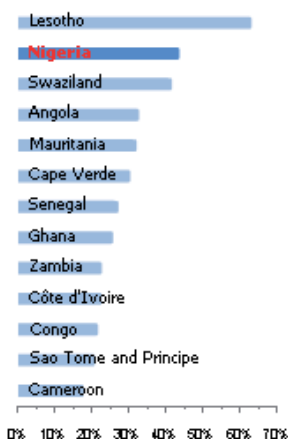 Lesotho
Nigeria
Swaziland
Angola
Mauritania
Cape Verde
Senegal
Ghana
Zambia
Côte d'Ivoire
Congo
Sao Tome and Principe
Cameroon
0% 10% 20% 30% 40% 50% 60% 70%